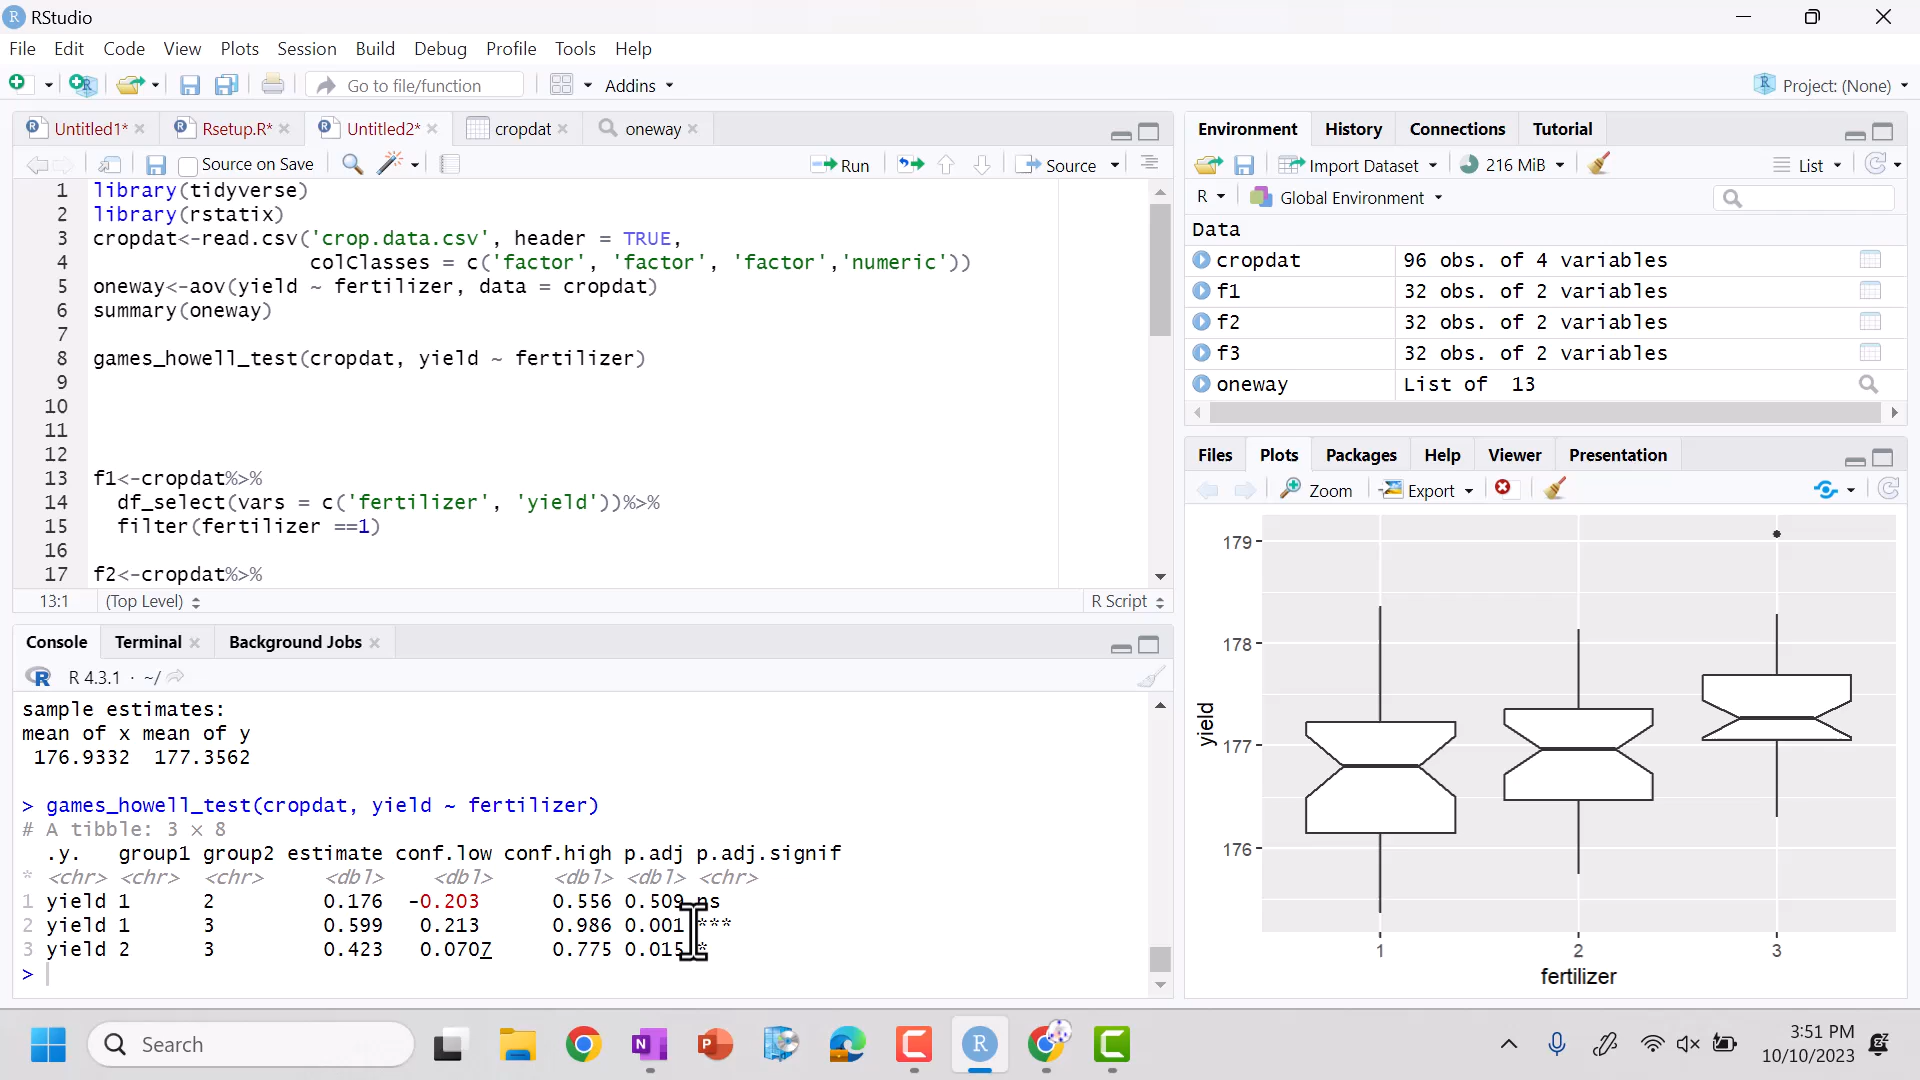 RStudio
File Edit Code View Plots Session Build Debug Profile Tools Help
Go to file/function Addins Project: (None)
Untitled1* Rsetup.R* Untitled2* cropdat oneway
Source on Save Run Source
1 library(tidyverse)
2 library(rstatix)
3 cropdat<-read.csv('crop.data.csv', header = TRUE,
4 colClasses = c('factor', 'factor', 'factor','numeric'))
5 oneway<-aov(yield ~ fertilizer, data = cropdat)
6 summary(oneway)
7
8 games_howell_test(cropdat, yield ~ fertilizer)
9
10
11
12
13 f1<-cropdat%>%
14 df_select(vars = c('fertilizer', 'yield'))%>%
15 filter(fertilizer ==1)
16
17 f2<-cropdat%>%
13:1 (Top Level) R Script
Console Terminal Background Jobs
R 4.3.1 · ~/
sample estimates:
mean of x mean of y
176.9332 177.3562
> games_howell_test(cropdat, yield ~ fertilizer)
# A tibble: 3 × 8
.y. group1 group2 estimate conf.low conf.high p.adj p.adj.signif
* <chr> <chr> <chr> <dbl> <dbl> <dbl> <dbl> <chr>
1 yield 1 2 0.176 -0.203 0.556 0.509 ns
2 yield 1 3 0.599 0.213 0.986 0.001 ***
3 yield 2 3 0.423 0.0707 0.775 0.015 *
>
Environment History Connections Tutorial
Import Dataset 216 MiB List
R Global Environment
Data
cropdat 96 obs. of 4 variables
f1 32 obs. of 2 variables
f2 32 obs. of 2 variables
f3 32 obs. of 2 variables
oneway List of 13
Files Plots Packages Help Viewer Presentation
Zoom Export
179
178
177
176
yield
1 2 3
fertilizer
Search
3:51 PM
10/10/2023